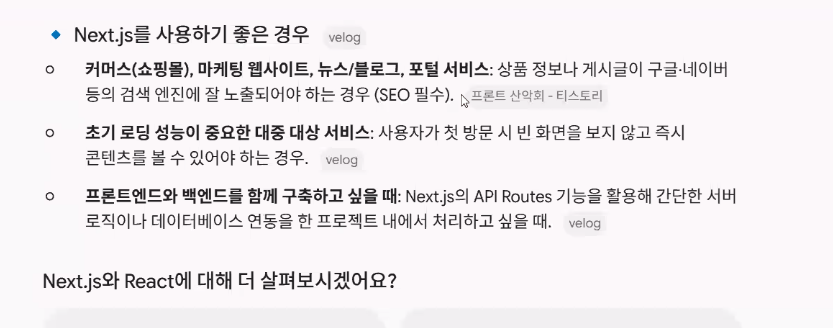 🔹 Next.js를 사용하기 좋은 경우 velog
○ 커머스(쇼핑몰), 마케팅 웹사이트, 뉴스/블로그, 포털 서비스: 상품 정보나 게시글이 구글·네이버
등의 검색 엔진에 잘 노출되어야 하는 경우 (SEO 필수). 프론트 산악회 - 티스토리
○ 초기 로딩 성능이 중요한 대중 대상 서비스: 사용자가 첫 방문 시 빈 화면을 보지 않고 즉시
콘텐츠를 볼 수 있어야 하는 경우. velog
○ 프론트엔드와 백엔드를 함께 구축하고 싶을 때: Next.js의 API Routes 기능을 활용해 간단한 서버
로직이나 데이터베이스 연동을 한 프로젝트 내에서 처리하고 싶을 때. velog
Next.js와 React에 대해 더 살펴보시겠어요?